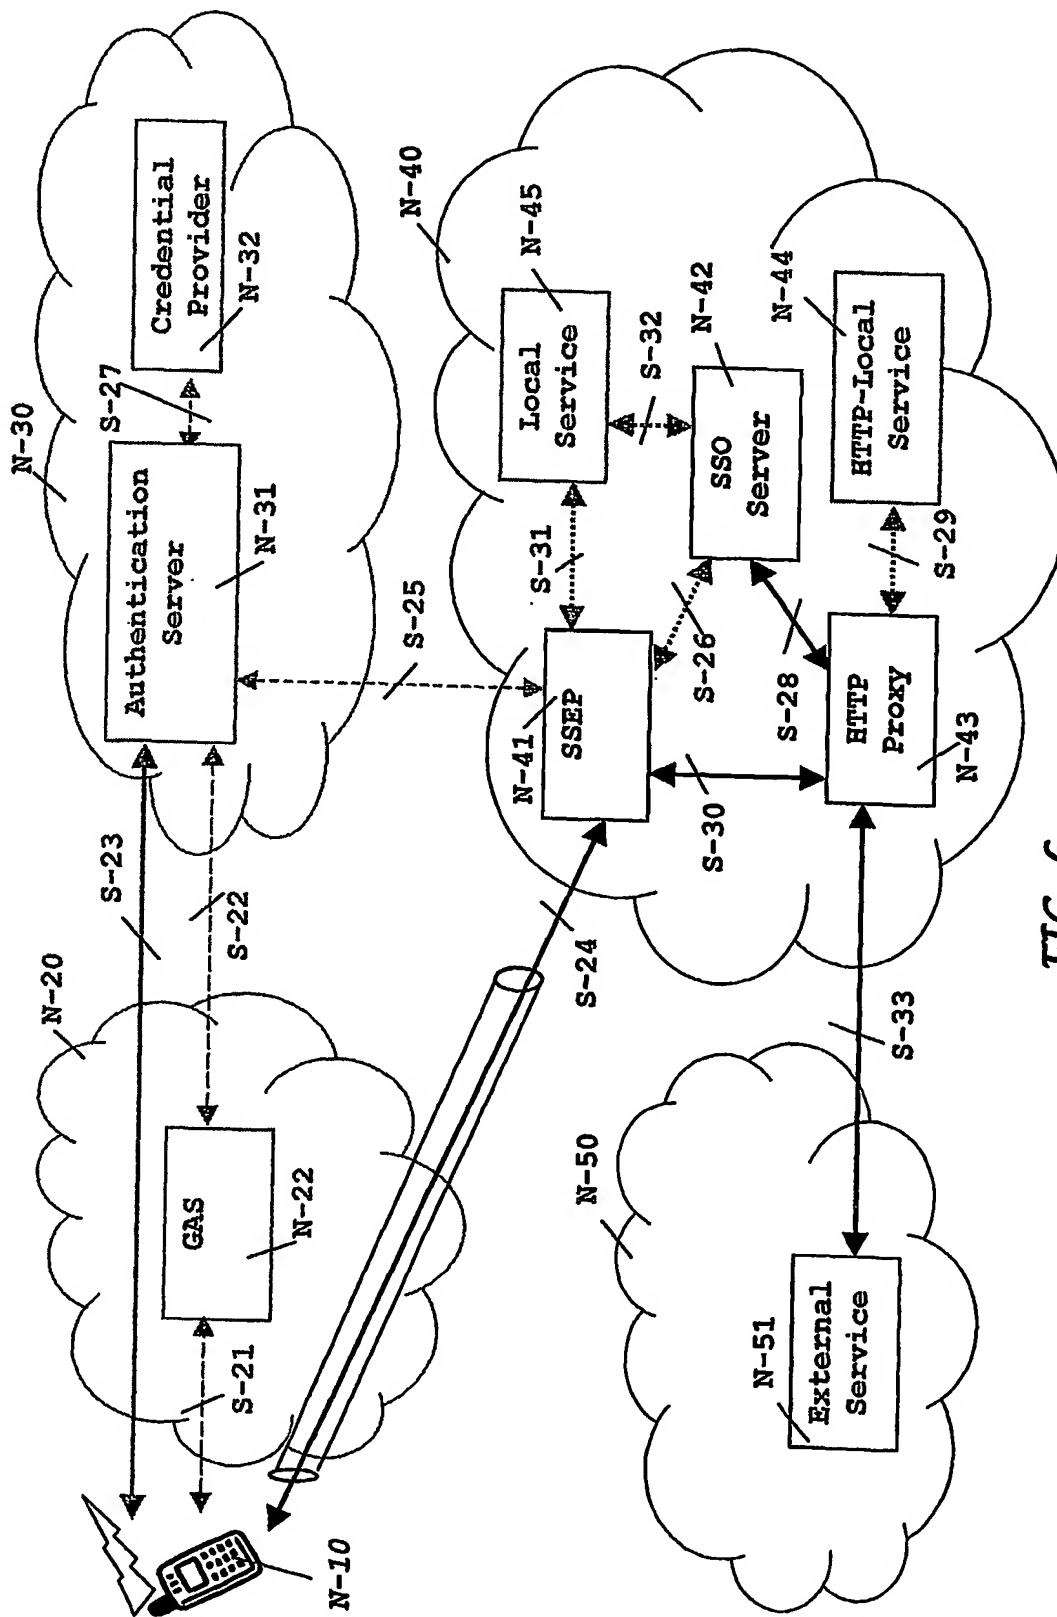 N-30
Credential
Provider
N-32
S-27
Authentication
Server
N-31
S-23
S-22
S-25
N-20
GAS
N-22
S-21
N-10
S-24
N-40
Local
Service
N-45
S-31
S-32
N-41
SSEP
SSO
Server
N-42
S-26
S-28
S-30
HTTP-Local
Service
N-44
S-29
HTTP
Proxy
N-43
S-33
N-50
External
Service
N-51